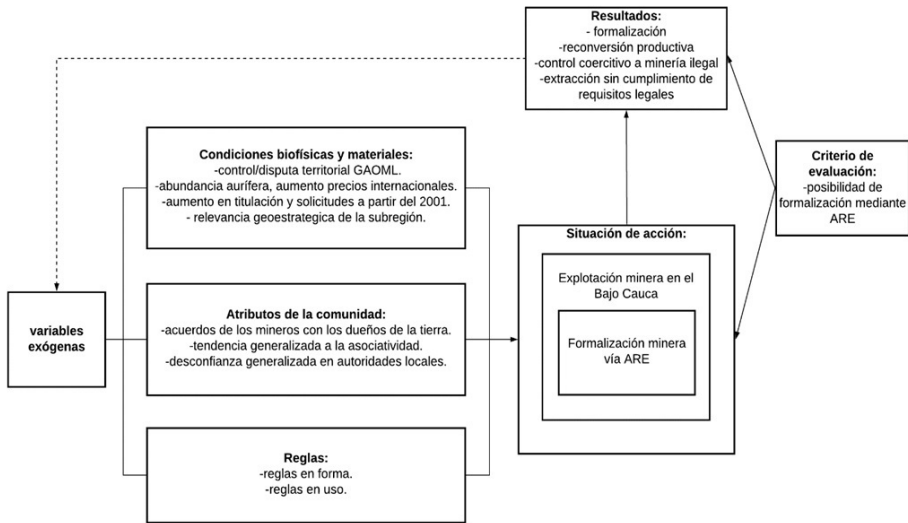 Resultados:
- formalización
-reconversión productiva
-control coercitivo a minería ilegal
-extracción sin cumplimiento de
requisitos legales
Condiciones biofísicas y materiales:
-control/disputa territorial GAOML.
-abundancia aurífera, aumento precios internacionales.
-aumento en titulación y solicitudes a partir del 2001.
- relevancia geoestrategica de la subregión.
Criterio de
evaluación:
-posibilidad de
formalización mediante
ARE
Situación de acción:
Explotación minera en el
Bajo Cauca
Formalización minera
vía ARE
variables
exógenas
Atributos de la comunidad:
-acuerdos de los mineros con los dueños de la tierra.
-tendencia generalizada a la asociatividad.
-desconfianza generalizada en autoridades locales.
Reglas:
-reglas en forma.
-reglas en uso.